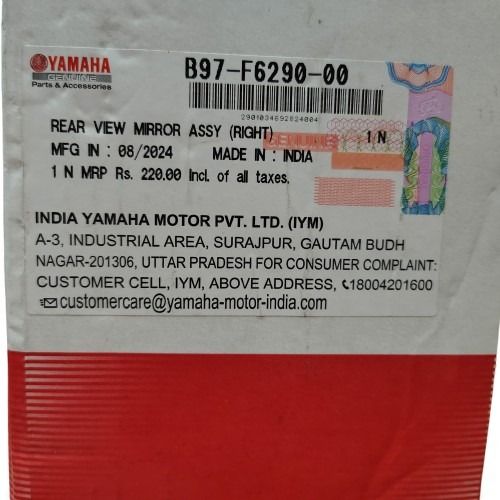 YAMAHA
GENUINE
Parts & Accessories
B97-F6290-00
2901034692824004
REAR VIEW MIRROR ASSY (RIGHT)
GENUINE
1 N
MFG IN : 08/2024 MADE IN : INDIA
1 N MRP Rs. 220.00 Incl. of all taxes.
INDIA YAMAHA MOTOR PVT. LTD. (IYM)
A-3, INDUSTRIAL AREA, SURAJPUR, GAUTAM BUDH
NAGAR-201306, UTTAR PRADESH FOR CONSUMER COMPLAINT:
CUSTOMER CELL, IYM, ABOVE ADDRESS, 18004201600
customercare@yamaha-motor-india.com